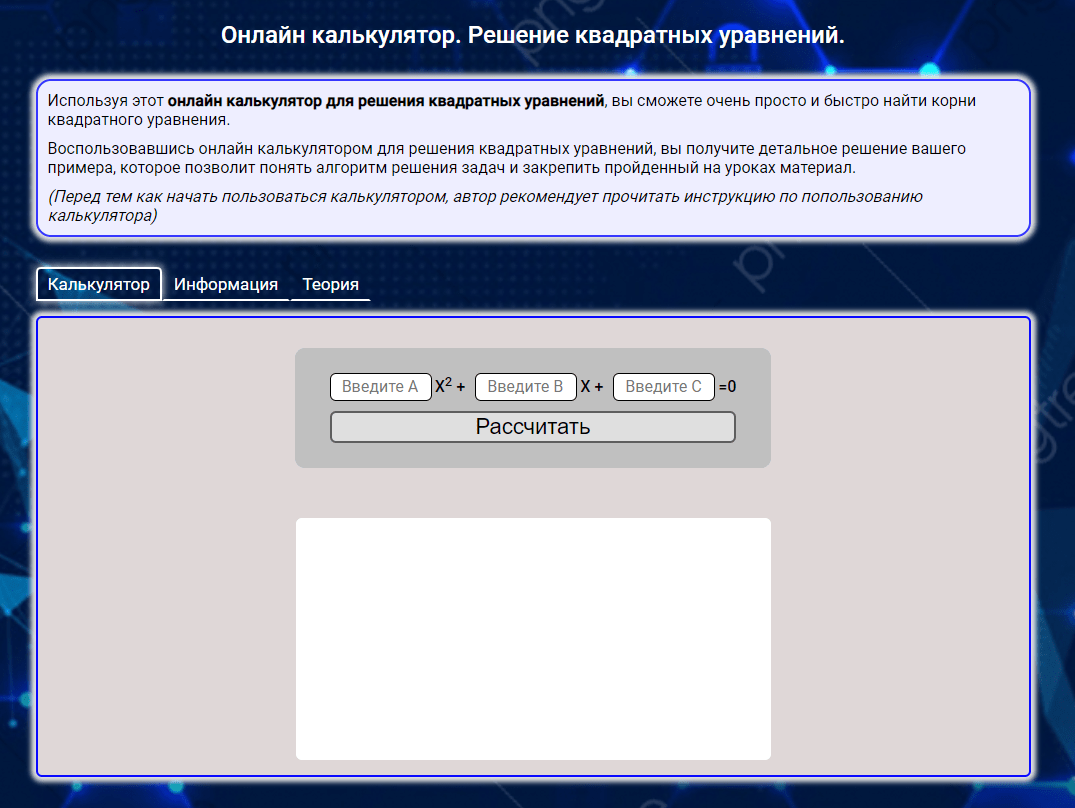 Онлайн калькулятор. Решение квадратных уравнений.
Используя этот онлайн калькулятор для решения квадратных уравнений, вы сможете очень просто и быстро найти корни
квадратного уравнения.
Воспользовавшись онлайн калькулятором для решения квадратных уравнений, вы получите детальное решение вашего
примера, которое позволит понять алгоритм решения задач и закрепить пройденный на уроках материал.
(Перед тем как начать пользоваться калькулятором, автор рекомендует прочитать инструкцию по попользованию
калькулятора)
Калькулятор Информация Теория
Введите A X² + Введите B X + Введите C =0
Рассчитать